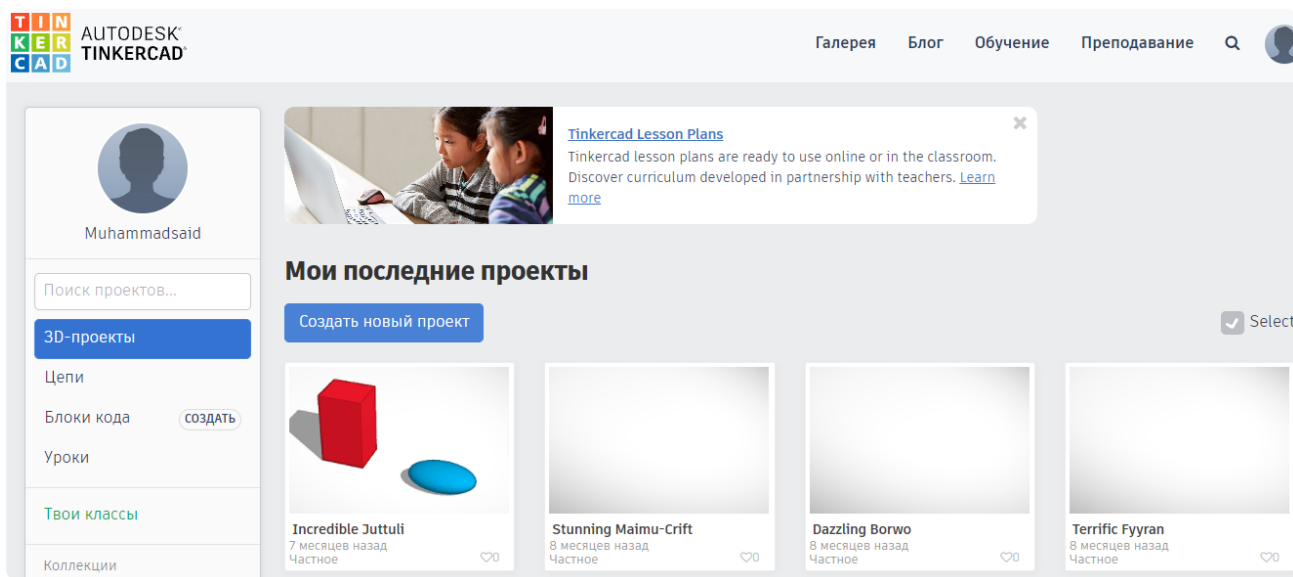 TIN
KER
CAD
AUTODESK®
TINKERCAD®
Галерея Блог Обучение Преподавание
Muhammadsaid
Поиск проектов...
3D-проекты
Цепи
Блоки кода СОЗДАТЬ
Уроки
Твои классы
Коллекции
Tinkercad Lesson Plans
Tinkercad lesson plans are ready to use online or in the classroom.
Discover curriculum developed in partnership with teachers. Learn
more
Мои последние проекты
Создать новый проект
Select
Incredible Juttuli
7 месяцев назад
Частное 0
Stunning Maimu-Crift
8 месяцев назад
Частное 0
Dazzling Borwo
8 месяцев назад
Частное 0
Terrific Fyyran
8 месяцев назад
Частное 0